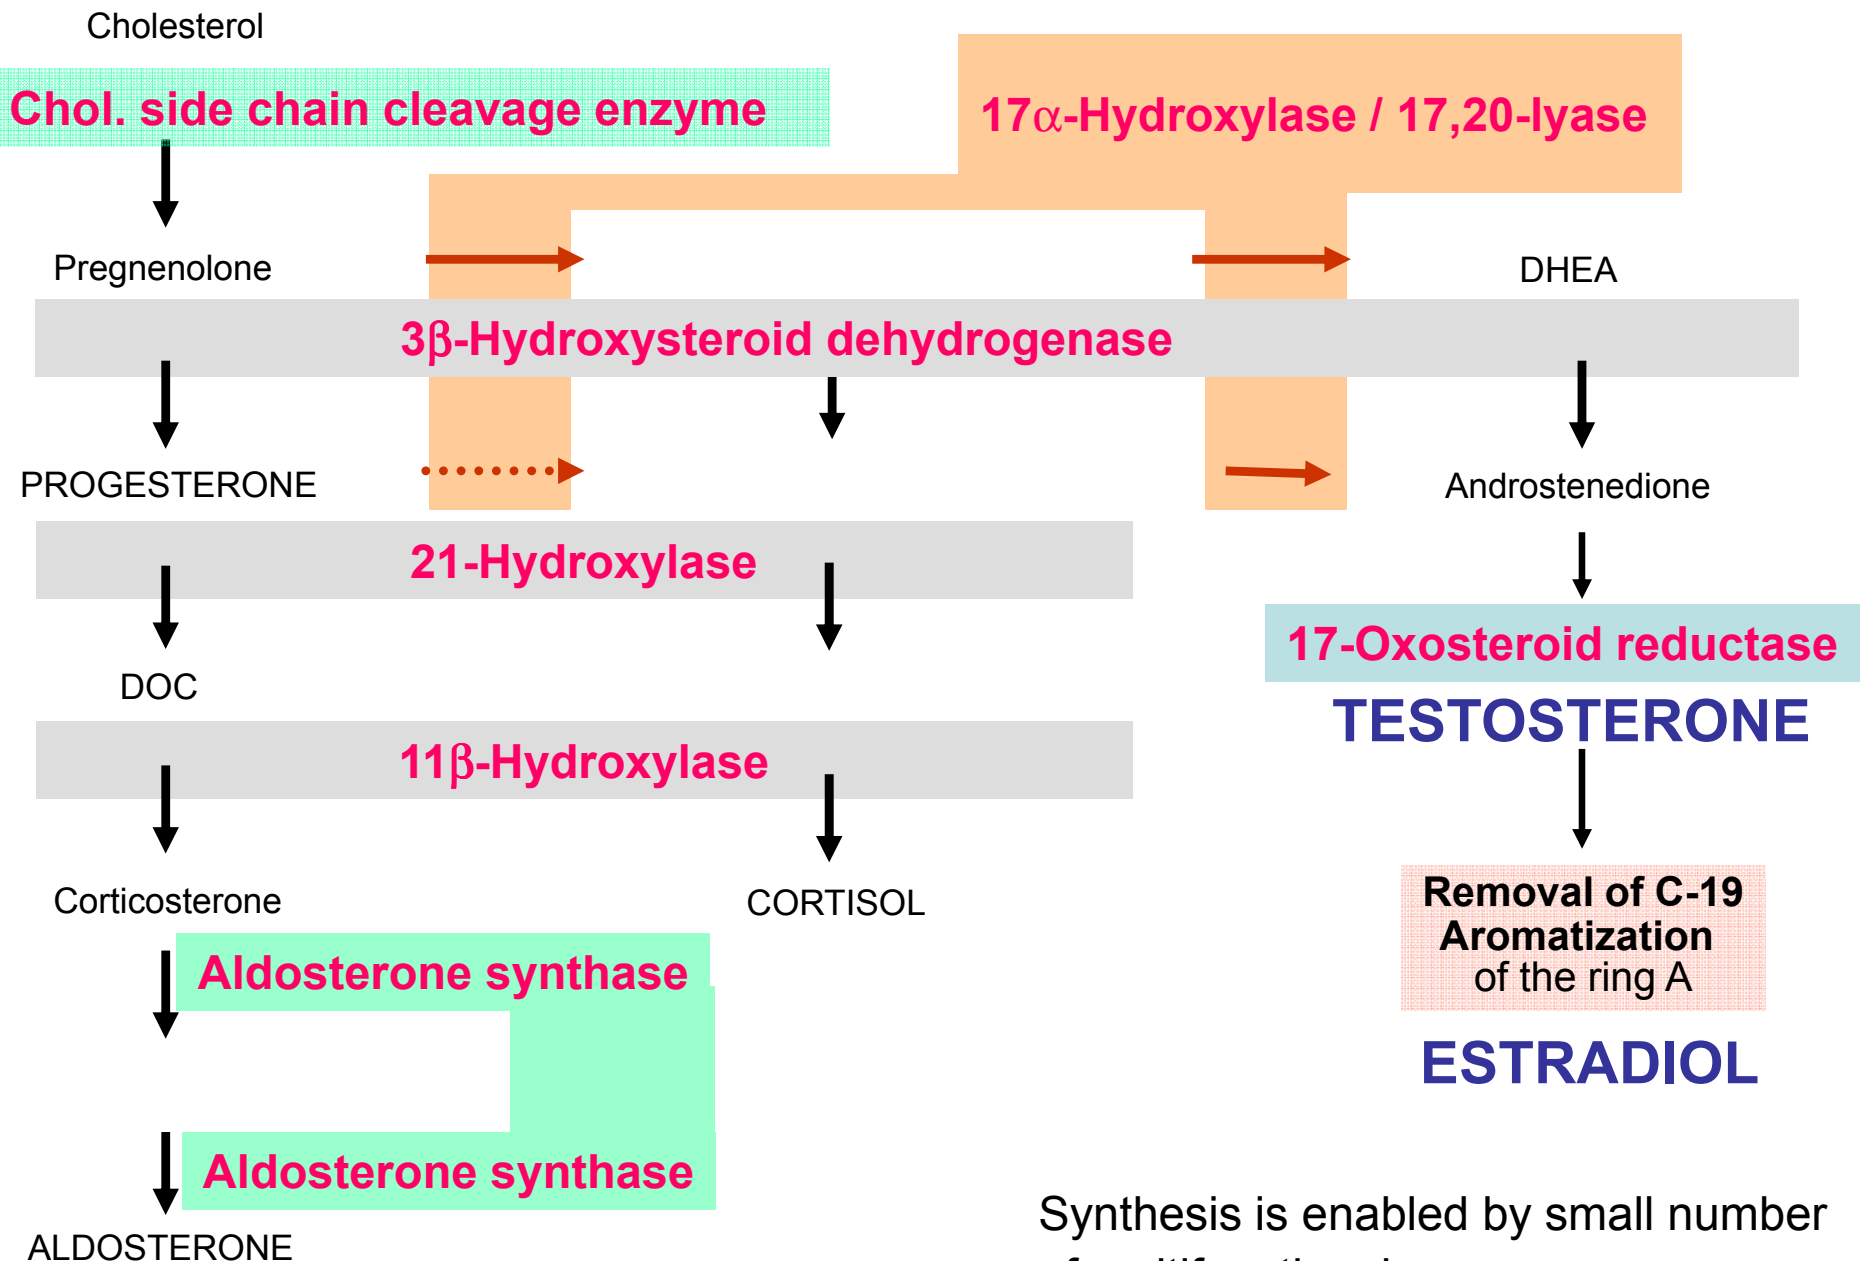 Cholesterol
Chol. side chain cleavage enzyme
17α-Hydroxylase / 17,20-lyase
Pregnenolone
DHEA
3β-Hydroxysteroid dehydrogenase
PROGESTERONE
Androstenedione
21-Hydroxylase
17-Oxosteroid reductase
DOC
TESTOSTERONE
11β-Hydroxylase
Corticosterone
CORTISOL
Removal of C-19
Aromatization
of the ring A
Aldosterone synthase
ESTRADIOL
Aldosterone synthase
Synthesis is enabled by small number
ALDOSTERONE